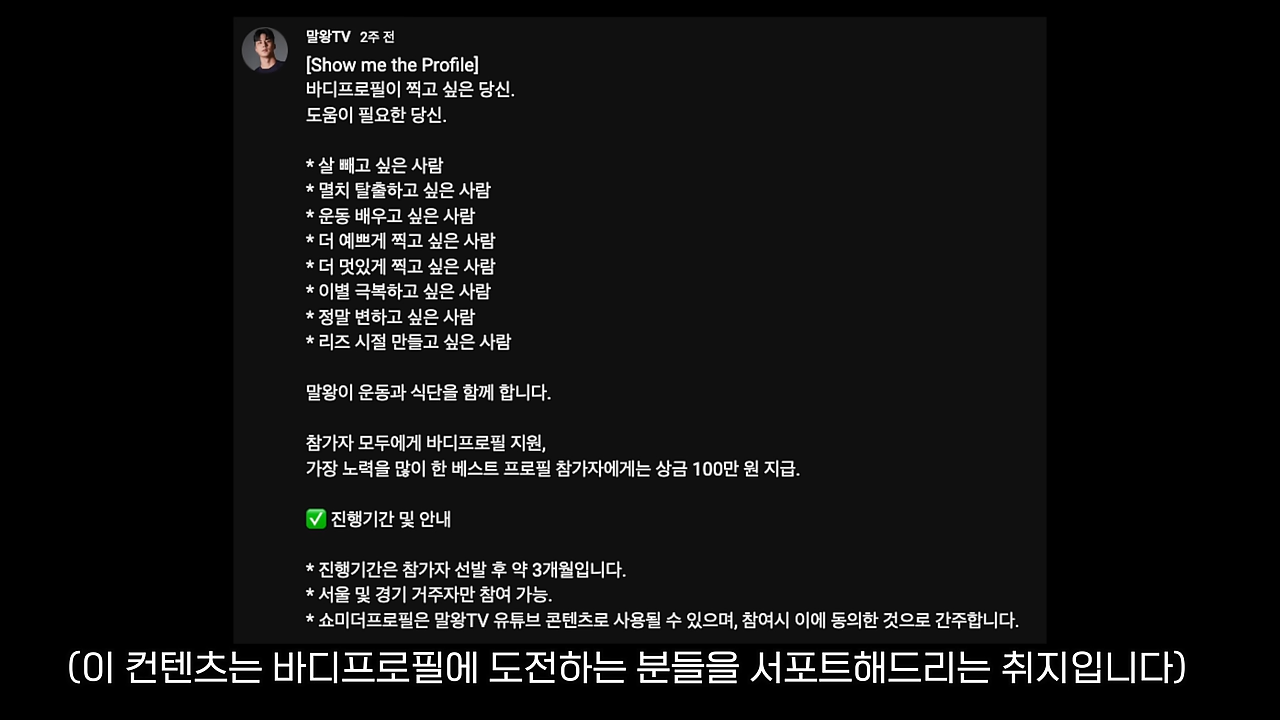 말왕TV 2주 전
[Show me the Profile]
바디프로필이 찍고 싶은 당신.
도움이 필요한 당신.
* 살 빼고 싶은 사람
* 멸치 탈출하고 싶은 사람
* 운동 배우고 싶은 사람
* 더 예쁘게 찍고 싶은 사람
* 더 멋있게 찍고 싶은 사람
* 이별 극복하고 싶은 사람
* 정말 변하고 싶은 사람
* 리즈 시절 만들고 싶은 사람
말왕이 운동과 식단을 함께 합니다.
참가자 모두에게 바디프로필 지원,
가장 노력을 많이 한 베스트 프로필 참가자에게는 상금 100만 원 지급.
✅ 진행기간 및 안내
* 진행기간은 참가자 선발 후 약 3개월입니다.
* 서울 및 경기 거주자만 참여 가능.
* 쇼미더프로필은 말왕TV 유튜브 콘텐츠로 사용될 수 있으며, 참여시 이에 동의한 것으로 간주합니다.
(이 컨텐츠는 바디프로필에 도전하는 분들을 서포트해드리는 취지입니다)